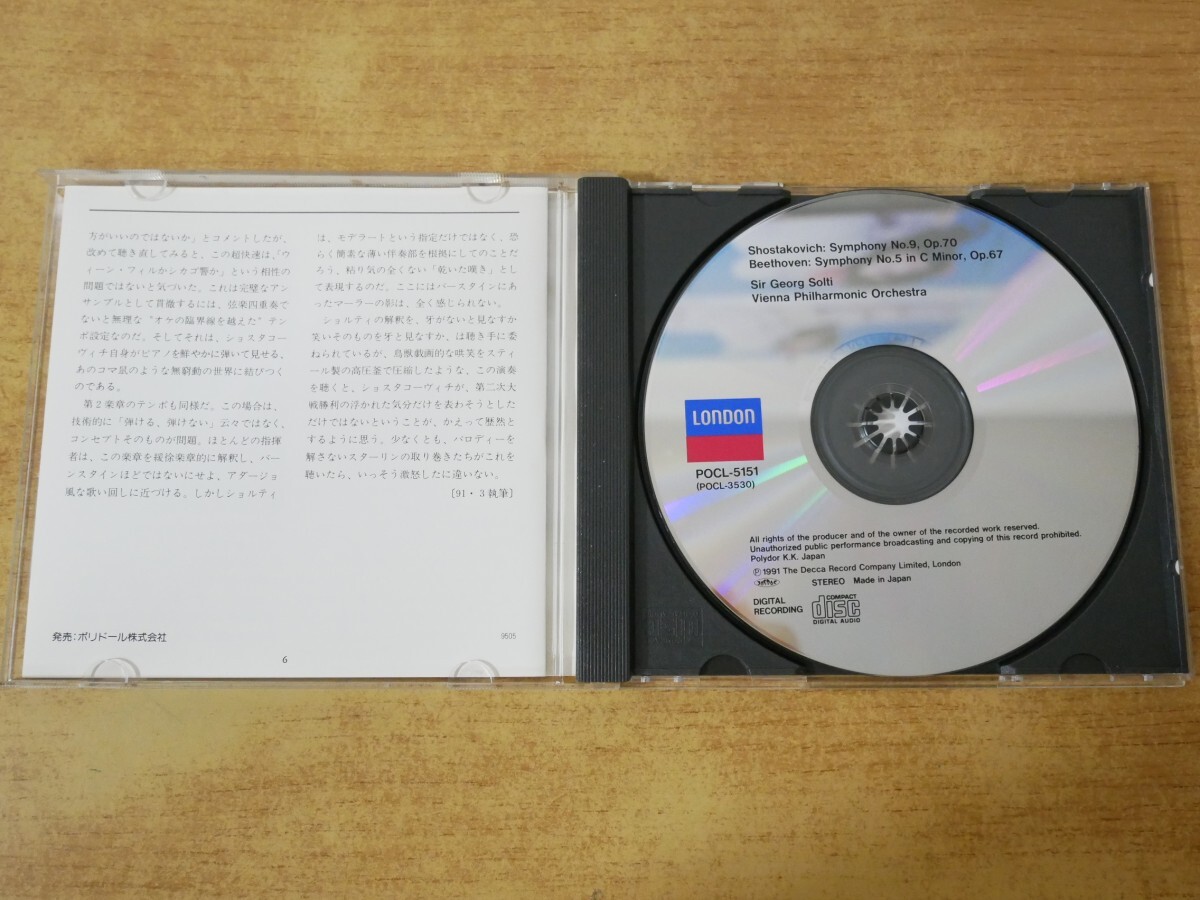 方がいいのではないか」とコメントしたが、
改めて聴き直してみると、この超快速は、「ウ
ィーン・フィルかシカゴ響か」という相性の
問題ではないと気づいた。これは完璧なアン
サンブルとして貫徹するには、弦楽四重奏で
ないと無理な“オケの臨界線を越えた”テン
ポ設定なのだ。そしてそれは、ショスタコー
ヴィチ自身がピアノを鮮やかに弾いて見せる、
あのコマ鼠のような無窮動の世界に結びつく
のである。
第2楽章のテンポも同様だ。この場合は、
技術的に「弾ける、弾けない」云々ではなく、
コンセプトそのものが問題。ほとんどの指揮
者は、この楽章を緩徐楽章的に解釈し、バー
ンスタインほどではないにせよ、アダージョ
風な歌い回しに近づける。しかしショルティ
は、モデラートという指定だけではなく、恐
らく簡素な薄い伴奏部を根拠にしてのことだ
ろう、粘り気の全くない「乾いた嘆き」とし
て表現するのだ。ここにはバースタインにあ
ったマーラーの影は、全く感じられない。
ショルティの解釈を、牙がないと見なすか
笑いそのものを牙と見なすか、は聴き手に委
ねられているが、鳥獣戯画的な哄笑をスティ
ール製の高圧釜で圧縮したような、この演奏
を聴くと、ショスタコーヴィチが、第二次大
戦勝利の浮かれた気分だけを表わそうとした
だけではないということが、かえって歴然と
するように思う。少なくとも、パロディーを
解さないスターリンの取り巻きたちがこれを
聴いたら、いっそう激怒したに違いない。
[91・3執筆]
発売：ポリドール株式会社
9505
6
Shostakovich: Symphony No.9, Op.70
Beethoven: Symphony No.5 in C Minor, Op.67
Sir Georg Solti
Vienna Philharmonic Orchestra
LONDON
POCL-5151
(POCL-3530)
All rights of the producer and of the owner of the recorded work reserved.
Unauthorized public performance broadcasting and copying of this record prohibited.
Polydor K.K. Japan
℗1991 The Decca Record Company Limited, London
STEREO Made in Japan
DIGITAL
RECORDING
COMPACT
disc
DIGITAL AUDIO